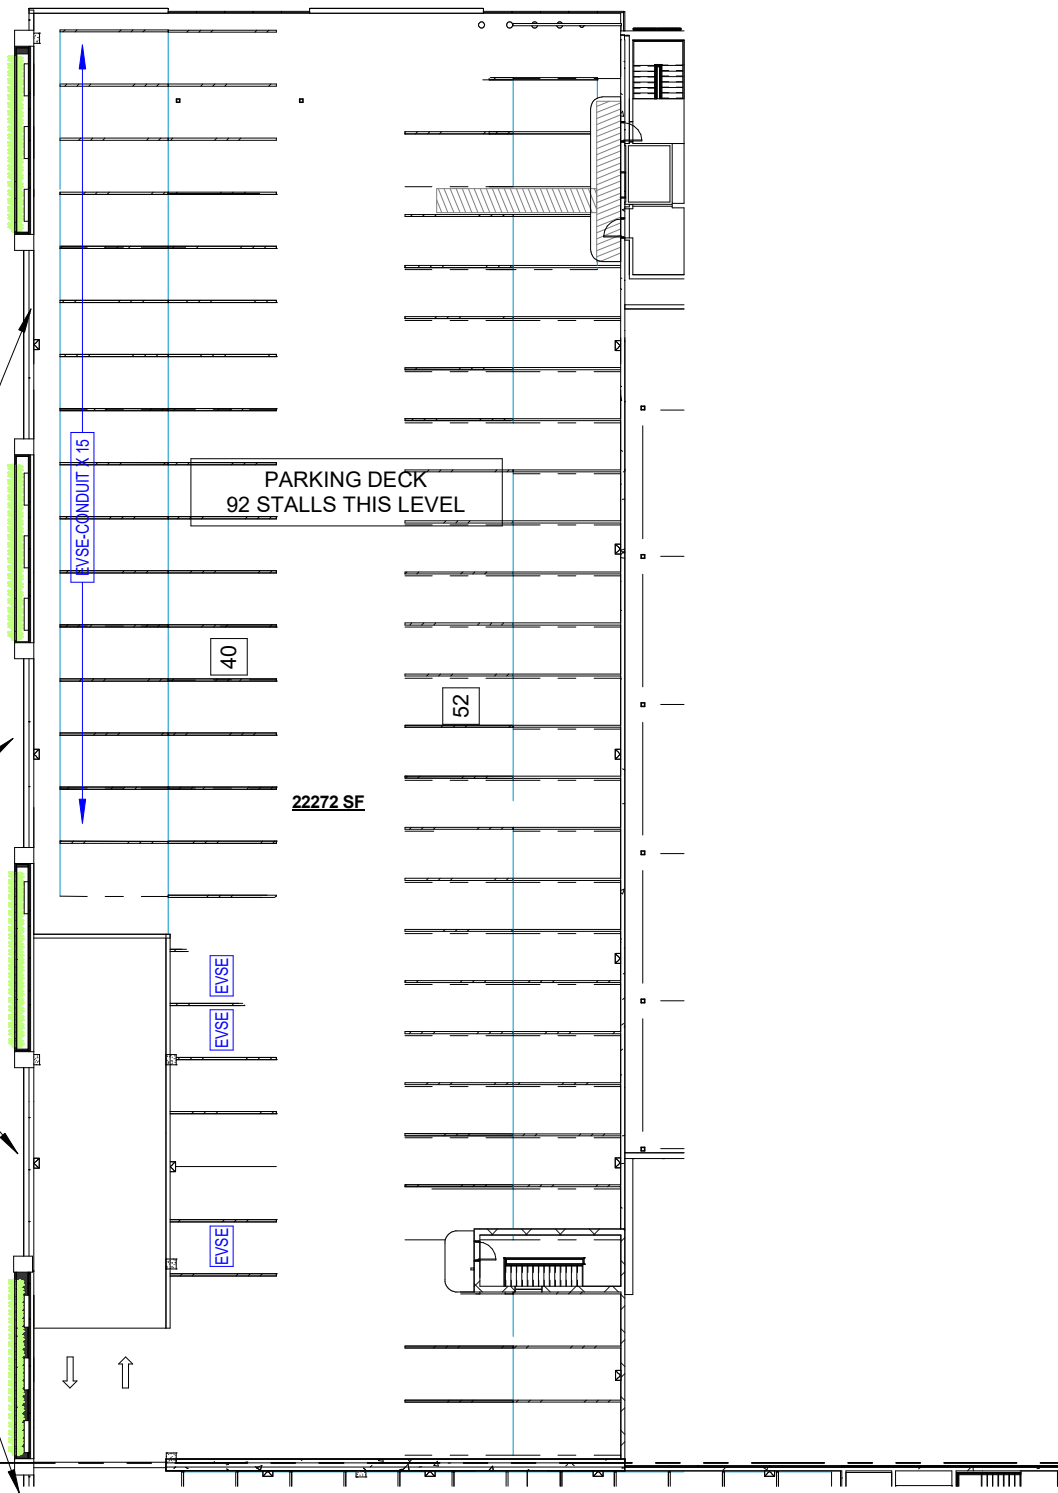 EVSE-CONDUIT X 15
PARKING DECK
92 STALLS THIS LEVEL
40
52
22272 SF
EVSE
EVSE
EVSE